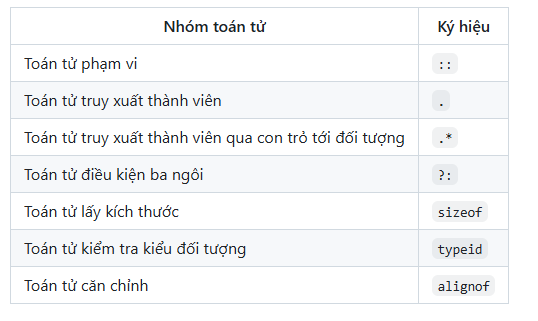 Nhóm toán tử Ký hiệu
Toán tử phạm vi ::
Toán tử truy xuất thành viên .
Toán tử truy xuất thành viên qua con trỏ tới đối tượng .*
Toán tử điều kiện ba ngôi ?:
Toán tử lấy kích thước sizeof
Toán tử kiểm tra kiểu đối tượng typeid
Toán tử căn chỉnh alignof